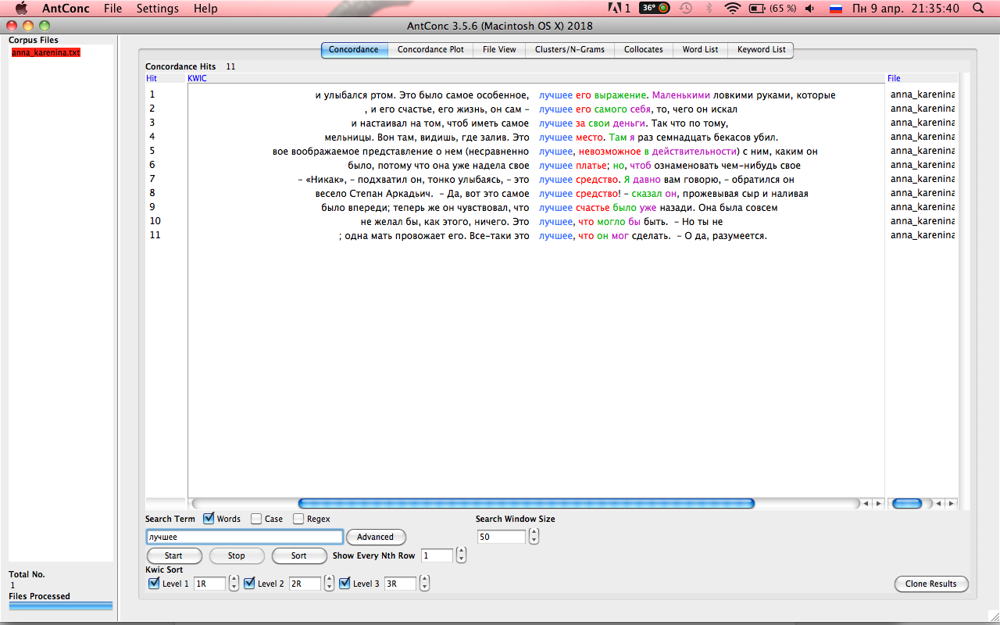 AntConc File Settings Help 1 36° (65 %) Пн 9 апр. 21:35:40
AntConc 3.5.6 (Macintosh OS X) 2018
Corpus Files
anna_karenina.txt
Concordance Concordance Plot File View Clusters/N-Grams Collocates Word List Keyword List
Concordance Hits 11
Hit KWIC File
1 и улыбался ртом. Это было самое особенное, лучшее его выражение. Маленькими ловкими руками, которые anna_karenina
2 , и его счастье, его жизнь, он сам – лучшее его самого себя, то, чего он искал anna_karenina
3 и настаивал на том, чтоб иметь самое лучшее за свои деньги. Так что по тому, anna_karenina
4 мельницы. Вон там, видишь, где залив. Это лучшее место. Там я раз семнадцать бекасов убил. anna_karenina
5 вое воображаемое представление о нем (несравненно лучшее, невозможное в действительности) с ним, каким он anna_karenina
6 было, потому что она уже надела свое лучшее платье; но, чтоб ознаменовать чем-нибудь свое anna_karenina
7 – «Никак», – подхватил он, тонко улыбаясь, – это лучшее средство. Я давно вам говорю, – обратился он anna_karenina
8 весело Степан Аркадьич. – Да, вот это самое лучшее средство! – сказал он, прожевывая сыр и наливая anna_karenina
9 было впереди; теперь же он чувствовал, что лучшее счастье было уже назади. Она была совсем anna_karenina
10 не желал бы, как этого, ничего. Это лучшее, что могло бы быть. – Но ты не anna_karenina
11 ; одна мать провожает его. Все-таки это лучшее, что он мог сделать. – О да, разумеется. anna_karenina
Search Term Words Case Regex Search Window Size
лучшее Advanced 50
Start Stop Sort Show Every Nth Row 1
Kwic Sort
Level 1 1R Level 2 2R Level 3 3R Clone Results
Total No.
1
Files Processed